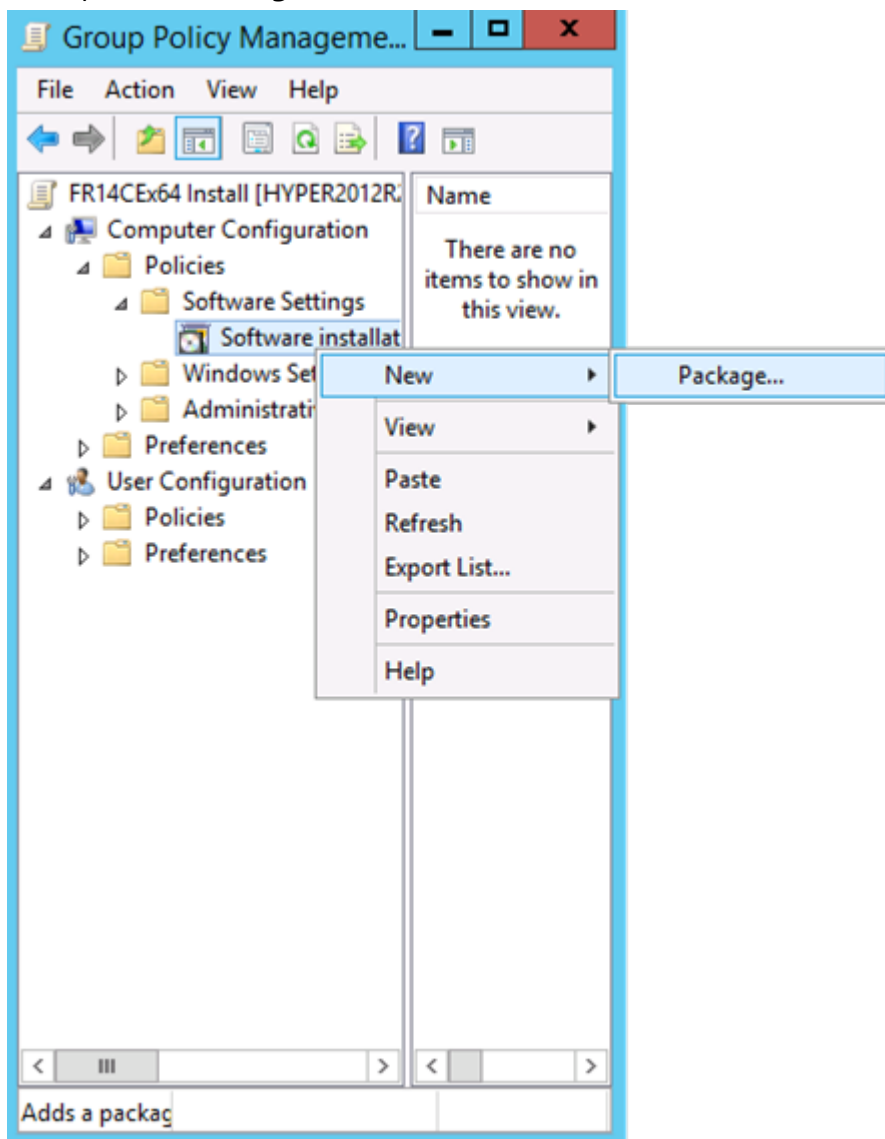 Group Policy Manageme...
File Action View Help
FR14CEx64 Install [HYPER2012R
Name
Computer Configuration
There are no
Policies
items to show in
Software Settings
this view.
Software installat
Windows Set
New
Package...
Administrati
View
Preferences
User Configuration
Paste
Policies
Refresh
Preferences
Export List...
Properties
Help
Adds a packag